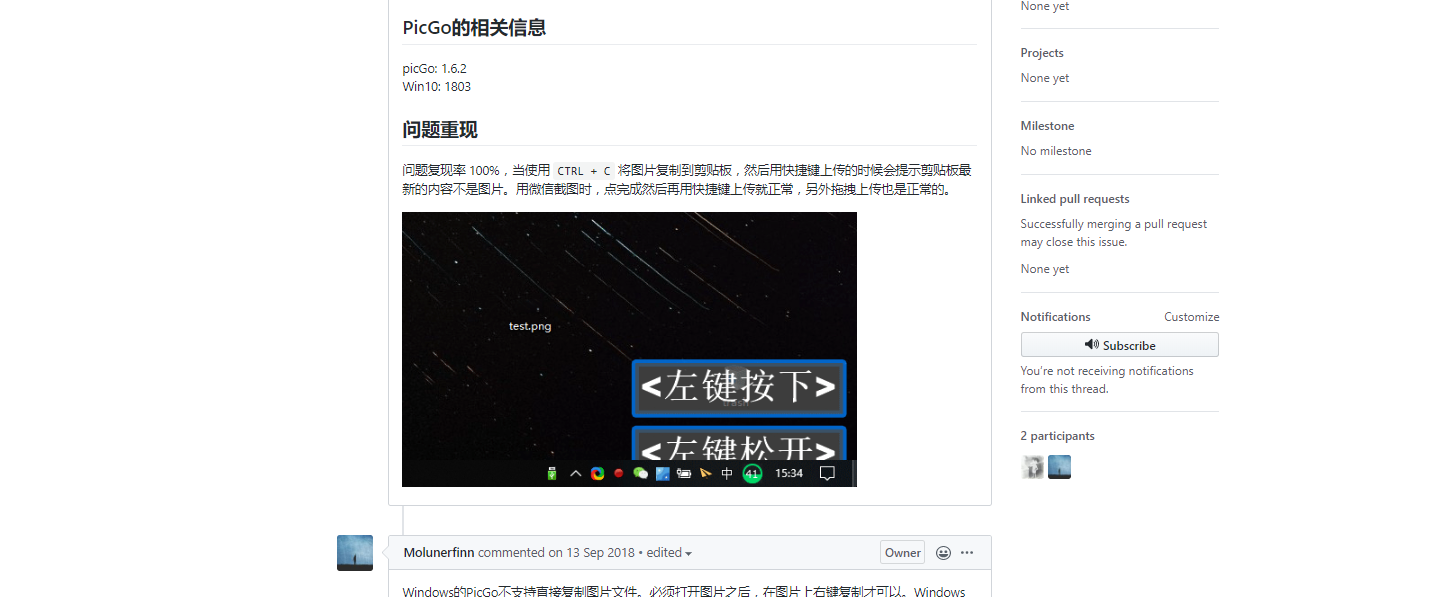 None yet
PicGo的相关信息
Projects
picGo: 1.6.2
None yet
Win10: 1803
Milestone
问题重现
No milestone
问题复现率 100%，当使用 CTRL + C 将图片复制到剪贴板，然后用快捷键上传的时候会提示剪贴板最
新的内容不是图片。用微信截图时，点完成然后再用快捷键上传就正常，另外拖拽上传也是正常的。
Linked pull requests
Successfully merging a pull request
may close this issue.
None yet
test.png
Notifications Customize
Subscribe
You're not receiving notifications
from this thread.
<左键按下>
<左键松开>
中 41 15:34
2 participants
Molunerfinn commented on 13 Sep 2018 • edited
Owner
Windows的PicGo不支持直接复制图片文件。必须打开图片之后，在图片上右键复制才可以。Windows